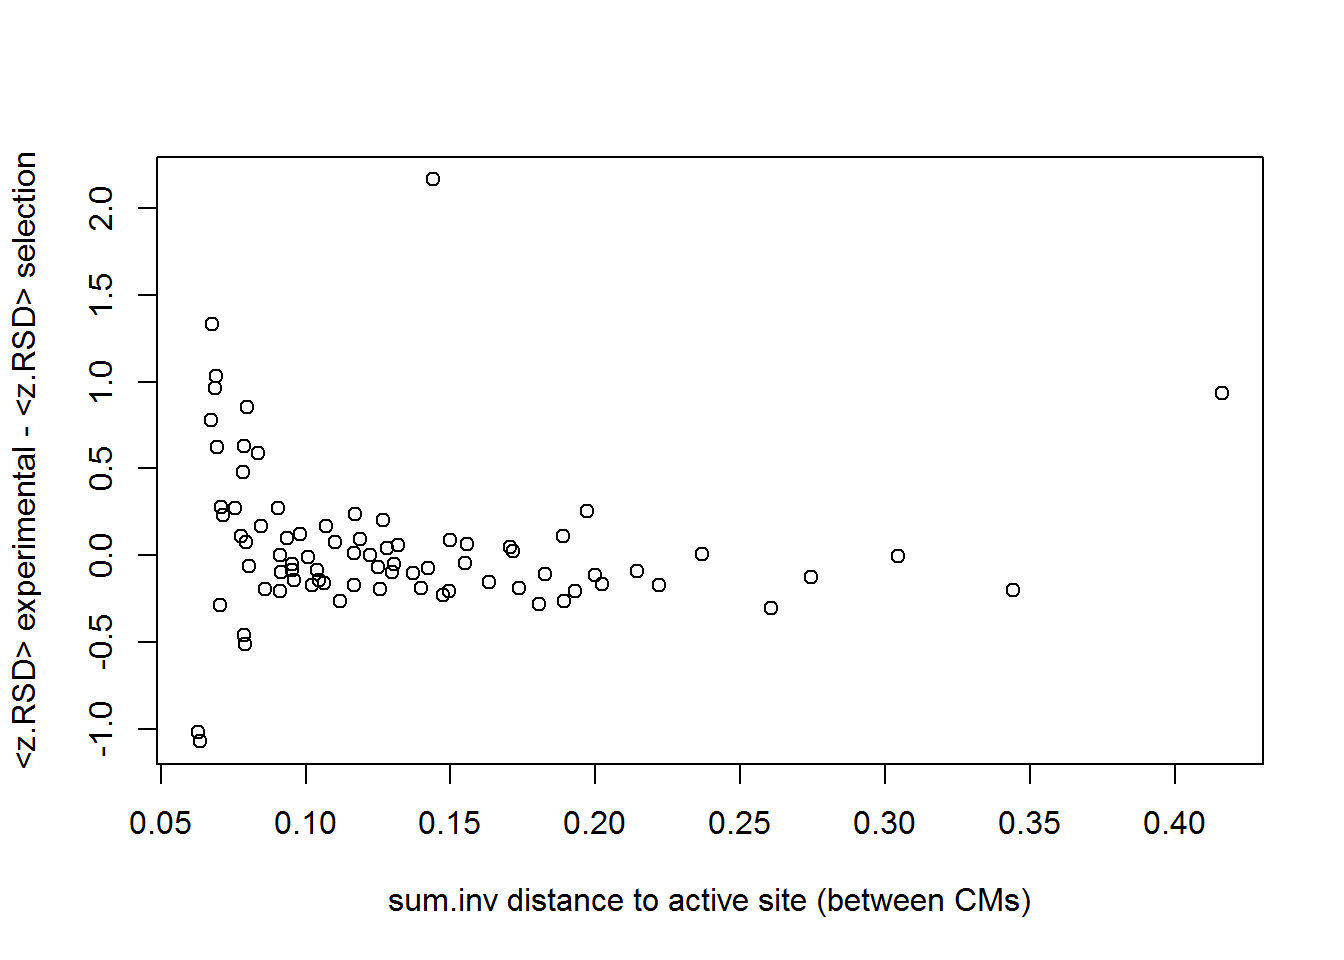 <z.RSD> experimental - <z.RSD> selection
2.0
1.5
1.0
0.5
0.0
-0.5
-1.0
0.05 0.10 0.15 0.20 0.25 0.30 0.35 0.40
sum.inv distance to active site (between CMs)